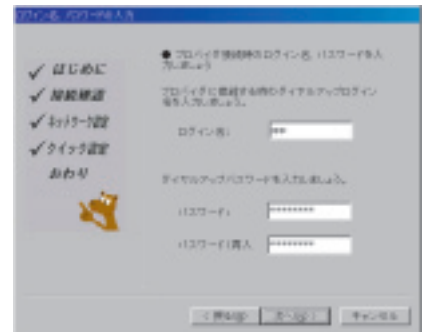 ログイン名、パスワードの入力
● プロバイダ接続時のログイン名、パスワードを入
力しましょう
プロバイダに接続する時のダイヤルアップログイン
名を入力しましょう。
ログイン名:
ダイヤルアップパスワードを入力しましょう。
パスワード:
パスワード再入
✓ はじめに
✓ 接続確認
✓ ネットワーク設定
✓ クイック設定
おわり
< 戻る(B)
次へ(N) >
キャンセル